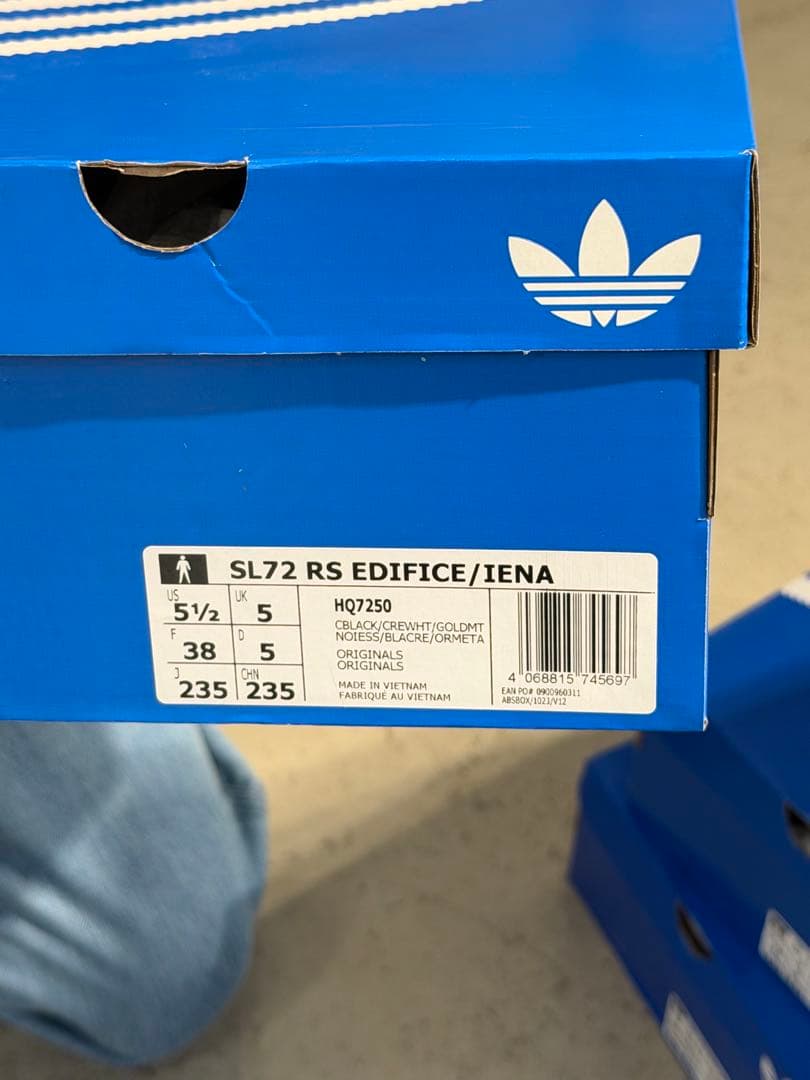 SL72 RS EDIFICE/IENA
US 5½ UK 5
F 38 D 5
J 235 CHN 235
HQ7250
CBLACK/CREWHT/GOLDMT
NOIESS/BLACRE/ORMETA
ORIGINALS
ORIGINALS
MADE IN VIETNAM
FABRIQUÉ AU VIETNAM
4 068815 745697
EAN PO# 0900960311
ABSBOX/1023/V12